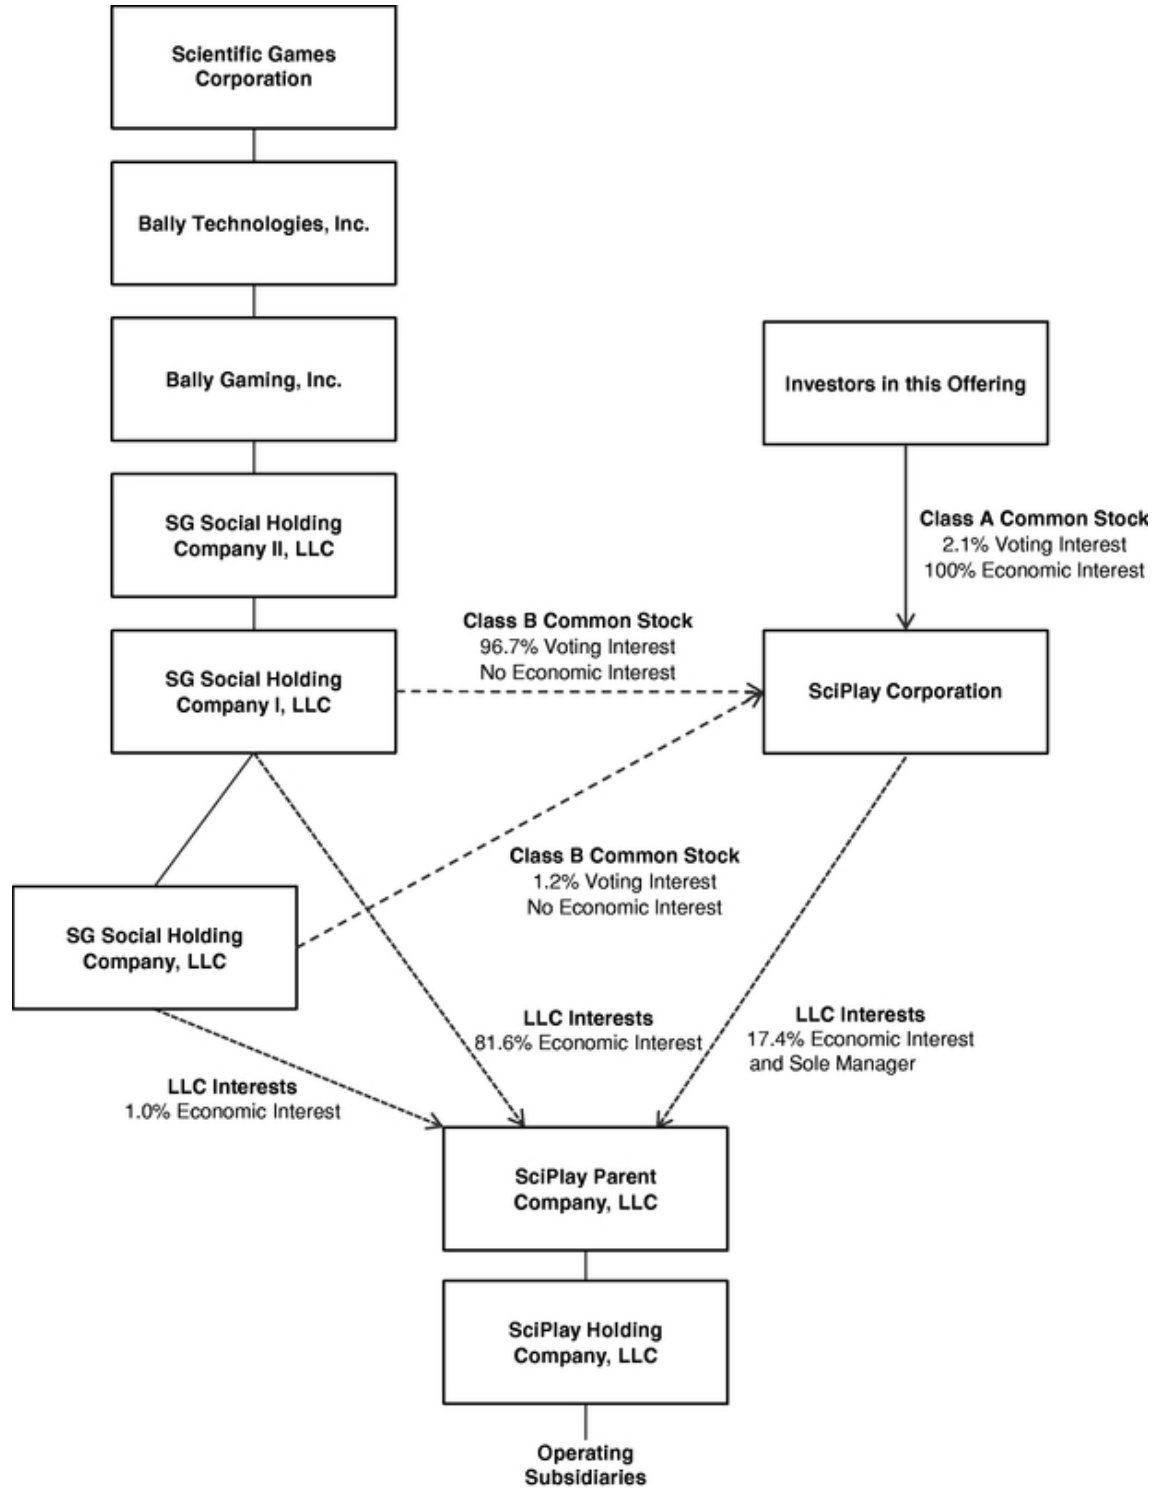 Scientific Games
Corporation
Bally Technologies, Inc.
Bally Gaming, Inc.
Investors in this Offering
SG Social Holding
Company II, LLC
Class A Common Stock
2.1% Voting Interest
100% Economic Interest
Class B Common Stock
96.7% Voting Interest
No Economic Interest
SG Social Holding
Company I, LLC
SciPlay Corporation
Class B Common Stock
1.2% Voting Interest
No Economic Interest
SG Social Holding
Company, LLC
LLC Interests
81.6% Economic Interest
LLC Interests
17.4% Economic Interest
and Sole Manager
LLC Interests
1.0% Economic Interest
SciPlay Parent
Company, LLC
SciPlay Holding
Company, LLC
Operating
Subsidiaries